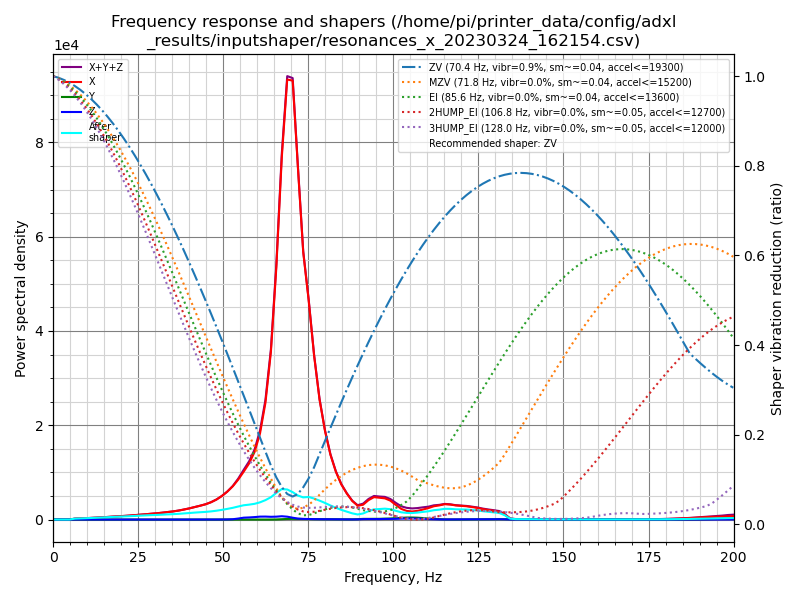 Frequency response and shapers (/home/pi/printer_data/config/adxl
_results/inputshaper/resonances_x_20230324_162154.csv)
1e4
X+Y+Z
X
Y
Z
After
shaper
ZV (70.4 Hz, vibr=0.9%, sm~=0.04, accel<=19300)
MZV (71.8 Hz, vibr=0.0%, sm~=0.04, accel<=15200)
EI (85.6 Hz, vibr=0.0%, sm~=0.04, accel<=13600)
2HUMP_EI (106.8 Hz, vibr=0.0%, sm~=0.05, accel<=12700)
3HUMP_EI (128.0 Hz, vibr=0.0%, sm~=0.05, accel<=12000)
Recommended shaper: ZV
Power spectral density
8
6
4
2
0
1.0
0.8
0.6
0.4
0.2
0.0
Shaper vibration reduction (ratio)
0 25 50 75 100 125 150 175 200
Frequency, Hz